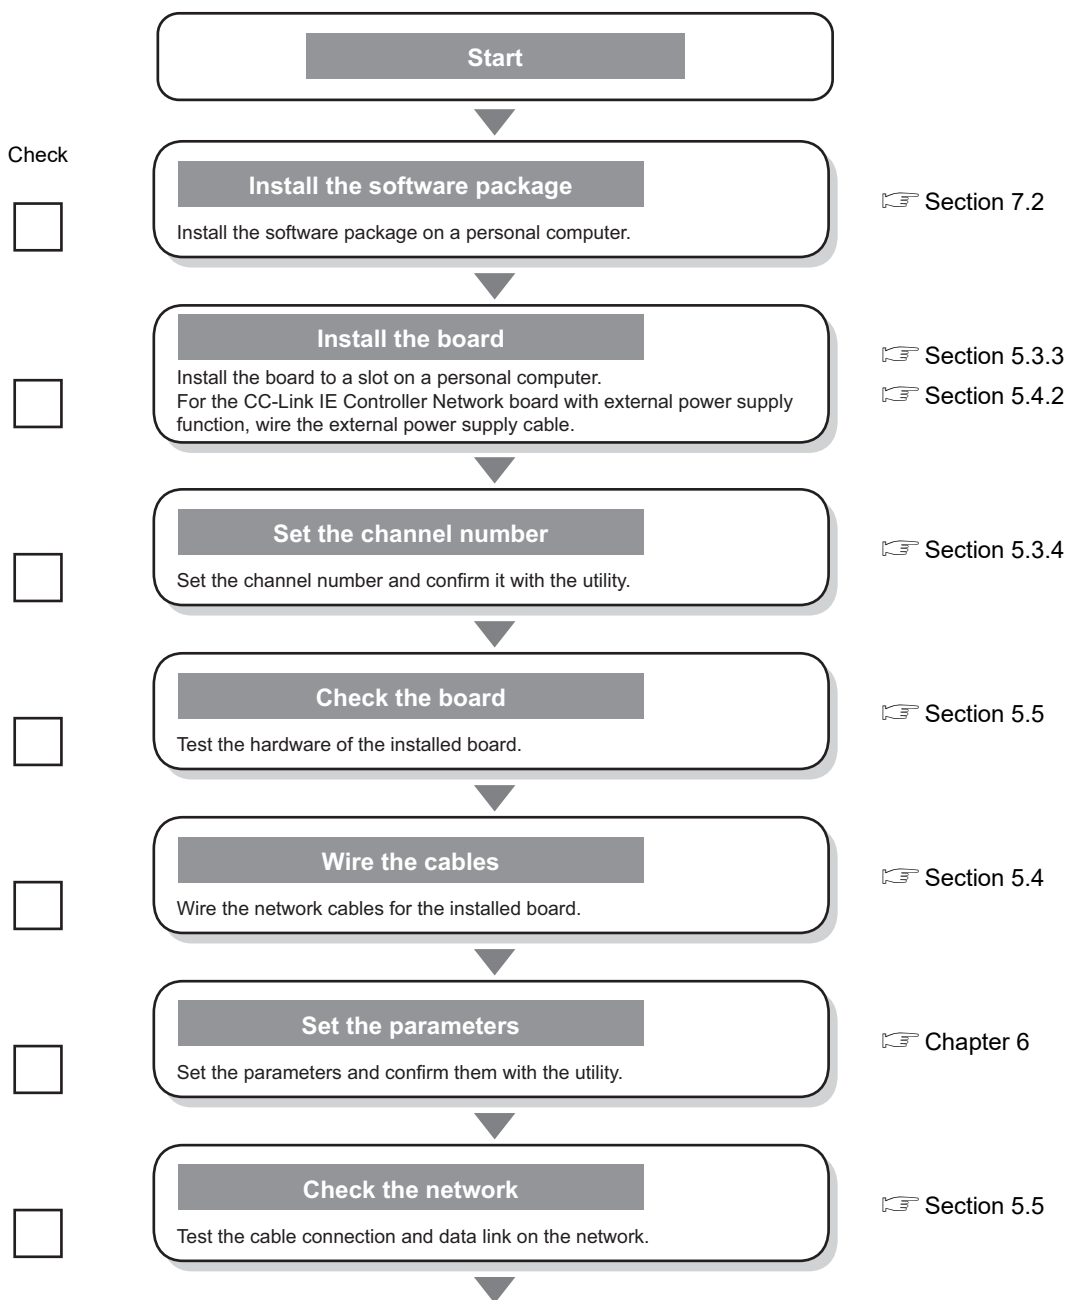 Start
Check
Install the software package
Install the software package on a personal computer.
Section 7.2
Install the board
Install the board to a slot on a personal computer.
For the CC-Link IE Controller Network board with external power supply
function, wire the external power supply cable.
Section 5.3.3
Section 5.4.2
Set the channel number
Set the channel number and confirm it with the utility.
Section 5.3.4
Check the board
Test the hardware of the installed board.
Section 5.5
Wire the cables
Wire the network cables for the installed board.
Section 5.4
Set the parameters
Set the parameters and confirm them with the utility.
Chapter 6
Check the network
Test the cable connection and data link on the network.
Section 5.5